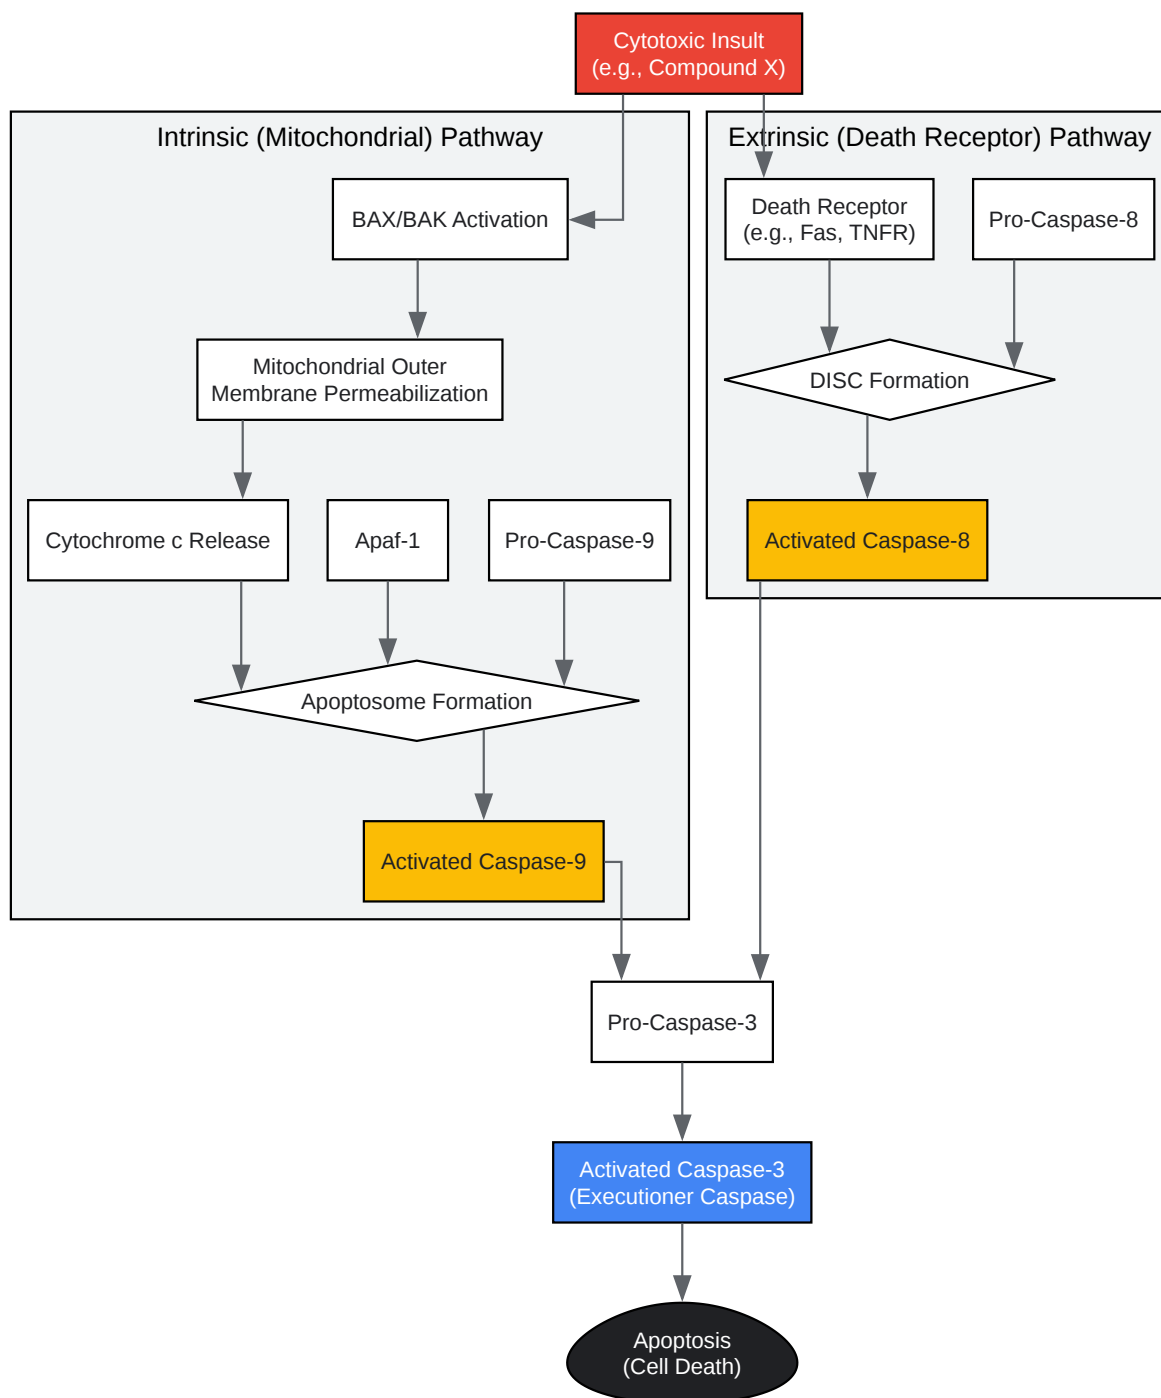 Cytotoxic Insult
(e.g., Compound X)
Intrinsic (Mitochondrial) Pathway
Extrinsic (Death Receptor) Pathway
BAX/BAK Activation
Death Receptor
(e.g., Fas, TNFR)
Pro-Caspase-8
Mitochondrial Outer
Membrane Permeabilization
DISC Formation
Cytochrome c Release
Apaf-1
Pro-Caspase-9
Activated Caspase-8
Apoptosome Formation
Activated Caspase-9
Pro-Caspase-3
Activated Caspase-3
(Executioner Caspase)
Apoptosis
(Cell Death)